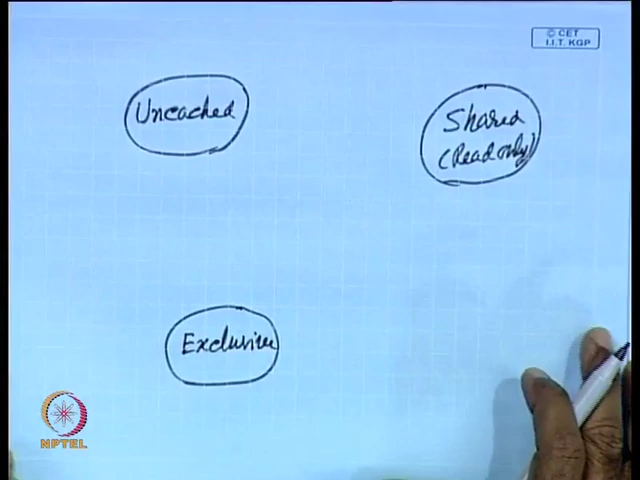 © CET
I.I.T. KGP
Uncached
Shared
(Read only)
Exclusive
NPTEL